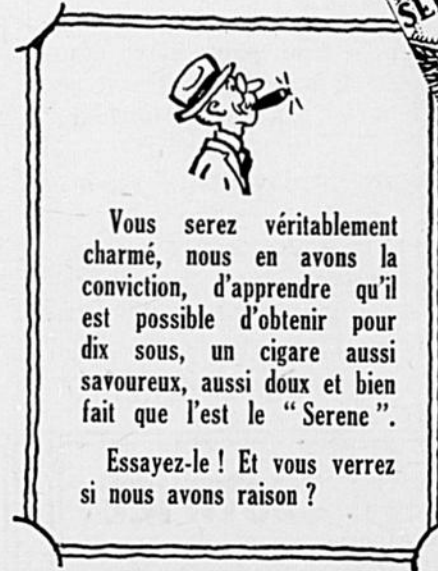 Vous serez véritablement
charmé, nous en avons la
conviction, d'apprendre qu'il
est possible d'obtenir pour
dix sous, un cigare aussi
savoureux, aussi doux et bien
fait que l'est le “ Serene ”.
Essayez-le ! Et vous verrez
si nous avons raison ?